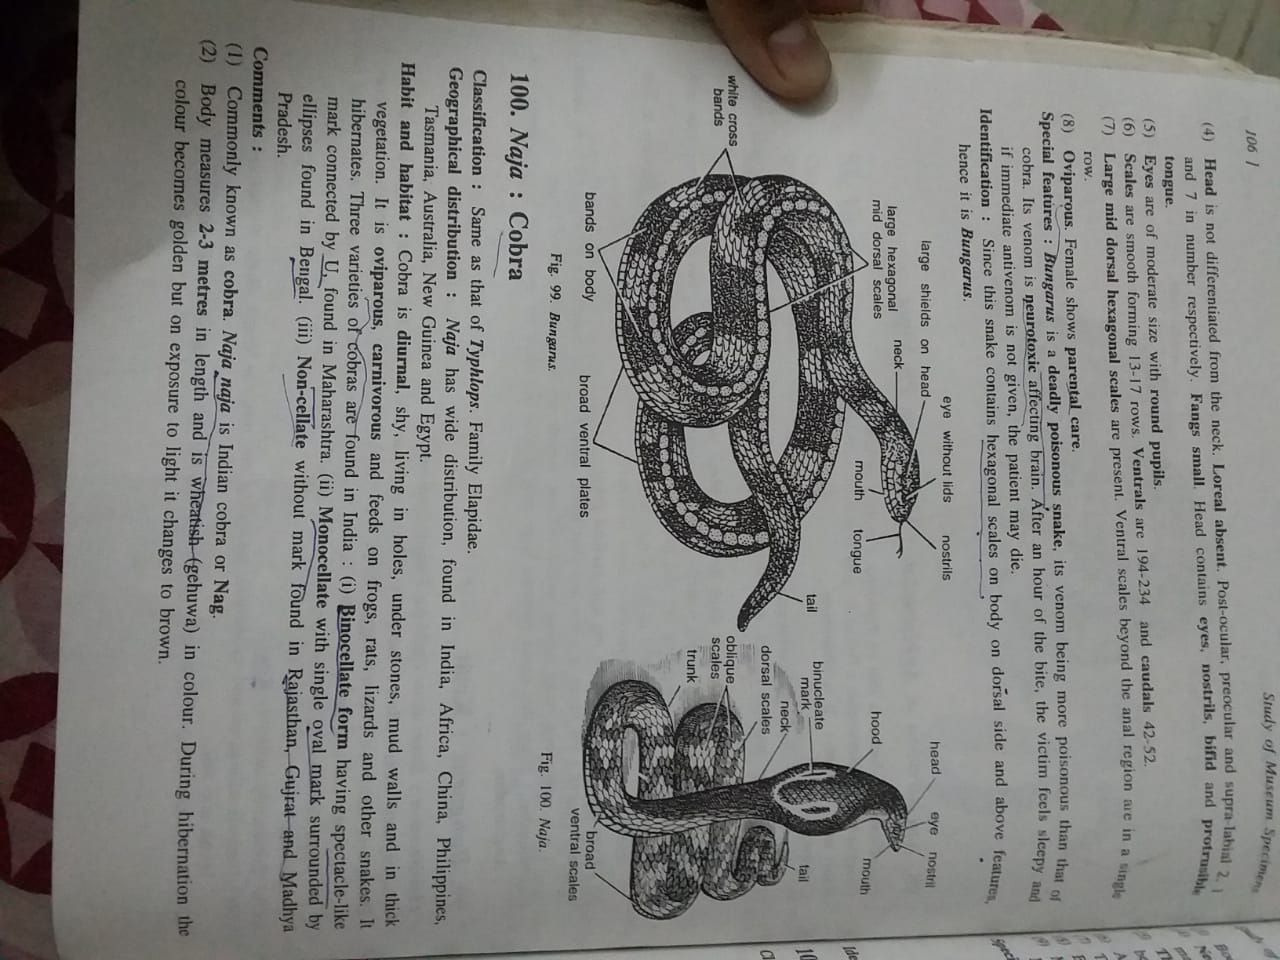 106 ]
Study of Museum Specimens
(4) Head is not differentiated from the neck. Loreal absent. Post-ocular, preocular and supra-labial 2, 1
and 7 in number respectively. Fangs small. Head contains eyes, nostrils, bifid and protrusible
tongue.
(5) Eyes are of moderate size with round pupils.
(6) Scales are smooth forming 13-17 rows. Ventrals are 194-234 and caudals 42-52.
(7) Large mid dorsal hexagonal scales are present. Ventral scales beyond the anal region are in a single
row.
(8) Oviparous. Female shows parental care.
Special features : Bungarus is a deadly poisonous snake, its venom being more poisonous than that of
cobra. Its venom is neurotoxic affecting brain. After an hour of the bite, the victim feels sleepy and
if immediate antivenom is not given, the patient may die.
Identification : Since this snake contains hexagonal scales on body on dorsal side and above features,
hence it is Bungarus.
large shields on head
eye without lids
nostrils
large hexagonal
mid dorsal scales
neck
mouth
tongue
white cross
bands
tail
bands on body
broad ventral plates
Fig. 99. Bungarus.
head
eye
nostril
hood
mouth
binucleate
mark
neck
dorsal scales
tail
oblique
scales
trunk
broad
ventral scales
Fig. 100. Naja.
100. Naja : Cobra
Classification : Same as that of Typhlops. Family Elapidae.
Geographical distribution : Naja has wide distribution, found in India, Africa, China, Philippines,
Tasmania, Australia, New Guinea and Egypt.
Habit and habitat : Cobra is diurnal, shy, living in holes, under stones, mud walls and in thick
vegetation. It is oviparous, carnivorous and feeds on frogs, rats, lizards and other snakes. It
hibernates. Three varieties of cobras are found in India : (i) Binocellate form having spectacle-like
mark connected by U, found in Maharashtra. (ii) Monocellate with single oval mark surrounded by
ellipses found in Bengal. (iii) Non-cellate without mark found in Rajasthan, Gujrat and Madhya
Pradesh.
Comments :
(1) Commonly known as cobra. Naja naja is Indian cobra or Nag.
(2) Body measures 2-3 metres in length and is wheatish (gehuwa) in colour. During hibernation the
colour becomes golden but on exposure to light it changes to brown.